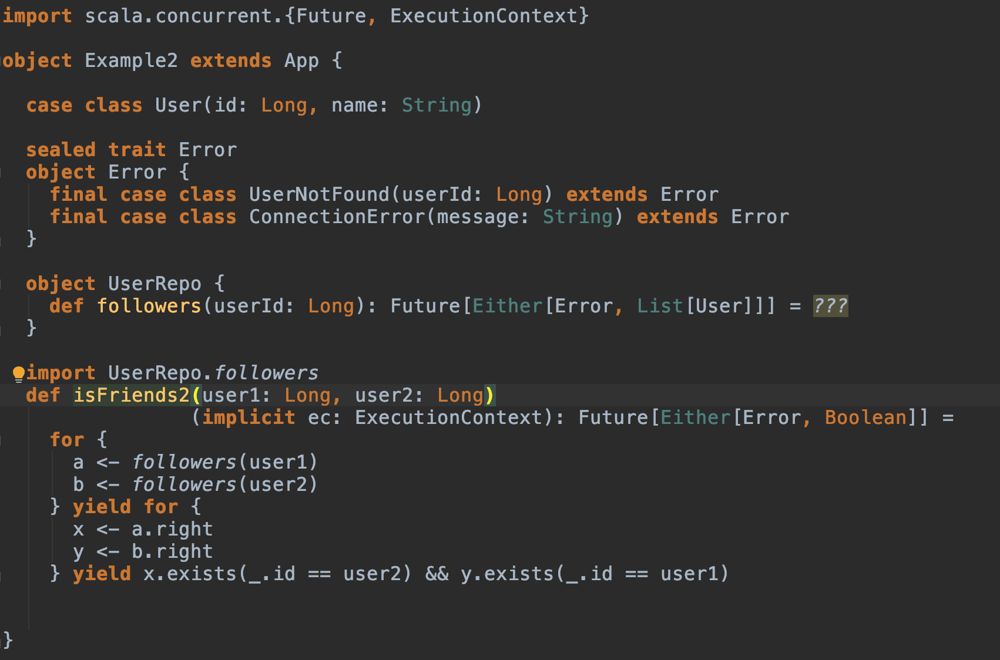 import scala.concurrent.{Future, ExecutionContext}
object Example2 extends App {
case class User(id: Long, name: String)
sealed trait Error
object Error {
final case class UserNotFound(userId: Long) extends Error
final case class ConnectionError(message: String) extends Error
}
object UserRepo {
def followers(userId: Long): Future[Either[Error, List[User]]] = ???
}
import UserRepo.followers
def isFriends2(user1: Long, user2: Long)
(implicit ec: ExecutionContext): Future[Either[Error, Boolean]] =
for {
a <- followers(user1)
b <- followers(user2)
} yield for {
x <- a.right
y <- b.right
} yield x.exists(_.id == user2) && y.exists(_.id == user1)
}